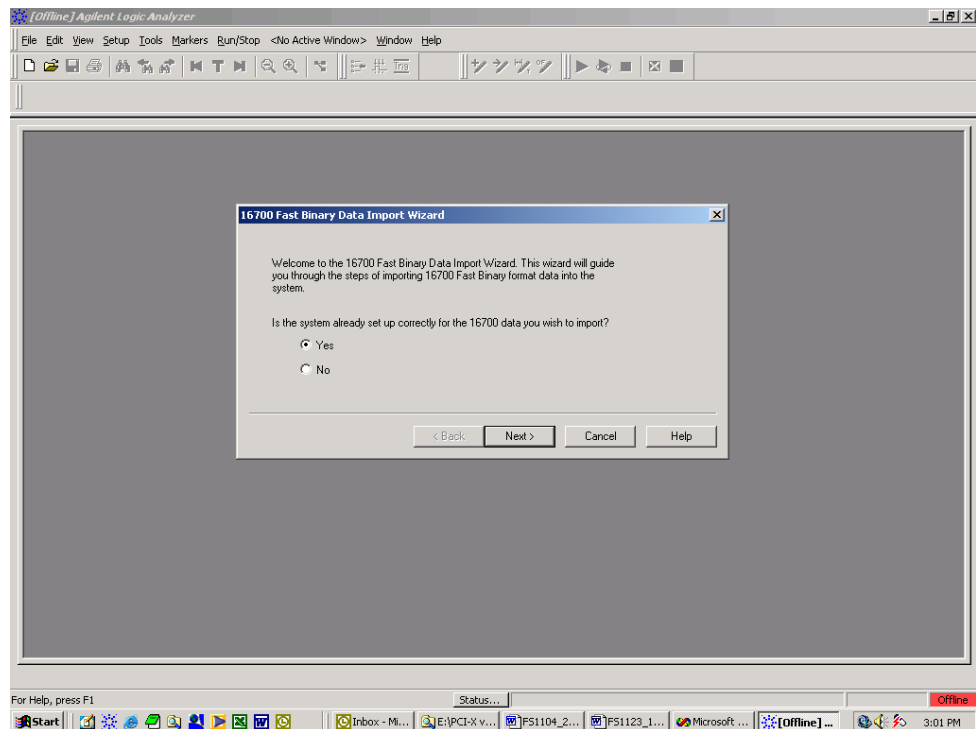 [Offline] Agilent Logic Analyzer
File Edit View Setup Tools Markers Run/Stop <No Active Window> Window Help
16700 Fast Binary Data Import Wizard
Welcome to the 16700 Fast Binary Data Import Wizard. This wizard will guide
you through the steps of importing 16700 Fast Binary format data into the
system.
Is the system already set up correctly for the 16700 data you wish to import?
Yes
No
< Back Next > Cancel Help
For Help, press F1 Status... Offline
Start Inbox - Mi... E:\PCI-X v... FS1104_2... FS1123_1... Microsoft ... [Offline] ... 3:01 PM